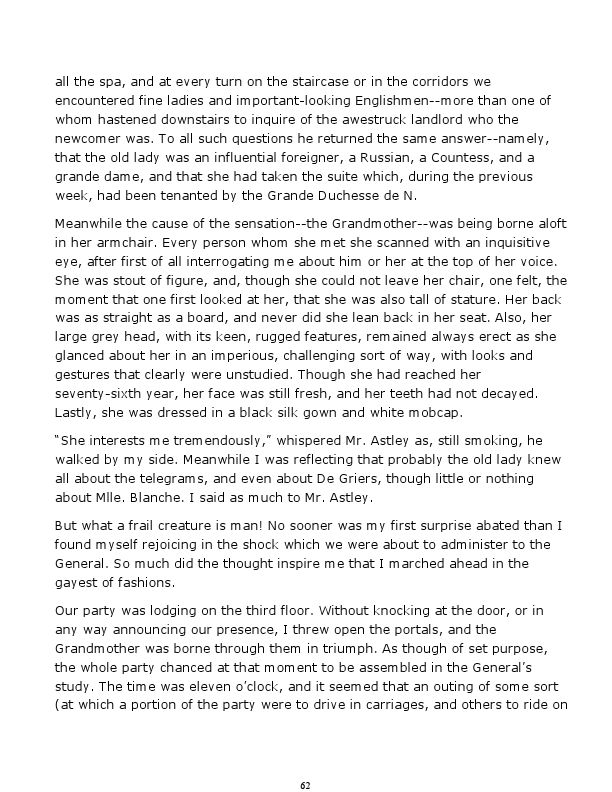 all the spa, and at every turn on the staircase or in the corridors we
encountered fine ladies and important-looking Englishmen--more than one of
whom hastened downstairs to inquire of the awestruck landlord who the
newcomer was. To all such questions he returned the same answer--namely,
that the old lady was an influential foreigner, a Russian, a Countess, and a
grande dame, and that she had taken the suite which, during the previous
week, had been tenanted by the Grande Duchesse de N.
Meanwhile the cause of the sensation--the Grandmother--was being borne aloft
in her armchair. Every person whom she met she scanned with an inquisitive
eye, after first of all interrogating me about him or her at the top of her voice.
She was stout of figure, and, though she could not leave her chair, one felt, the
moment that one first looked at her, that she was also tall of stature. Her back
was as straight as a board, and never did she lean back in her seat. Also, her
large grey head, with its keen, rugged features, remained always erect as she
glanced about her in an imperious, challenging sort of way, with looks and
gestures that clearly were unstudied. Though she had reached her
seventy-sixth year, her face was still fresh, and her teeth had not decayed.
Lastly, she was dressed in a black silk gown and white mobcap.
“She interests me tremendously,” whispered Mr. Astley as, still smoking, he
walked by my side. Meanwhile I was reflecting that probably the old lady knew
all about the telegrams, and even about De Griers, though little or nothing
about Mlle. Blanche. I said as much to Mr. Astley.
But what a frail creature is man! No sooner was my first surprise abated than I
found myself rejoicing in the shock which we were about to administer to the
General. So much did the thought inspire me that I marched ahead in the
gayest of fashions.
Our party was lodging on the third floor. Without knocking at the door, or in
any way announcing our presence, I threw open the portals, and the
Grandmother was borne through them in triumph. As though of set purpose,
the whole party chanced at that moment to be assembled in the General’s
study. The time was eleven o’clock, and it seemed that an outing of some sort
(at which a portion of the party were to drive in carriages, and others to ride on
62